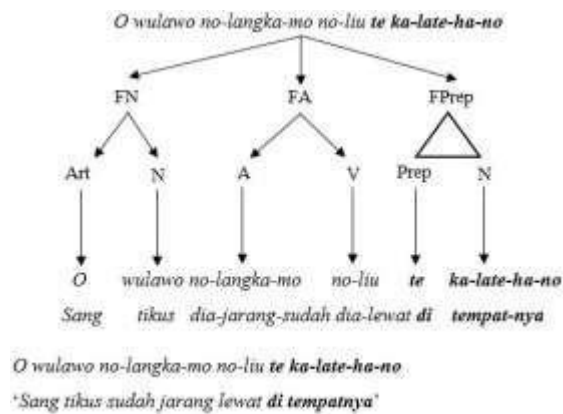 O wulawo no-langka-mo no-liu te ka-late-ha-no
FN FA FPrep
Art N A V Prep N
O wulawo no-langka-mo no-liu te ka-late-ha-no
Sang tikus dia-jarang-sudah dia-lewat di tempat-nya
O wulawo no-langka-mo no-liu te ka-late-ha-no
‘Sang tikus sudah jarang lewat di tempatnya’